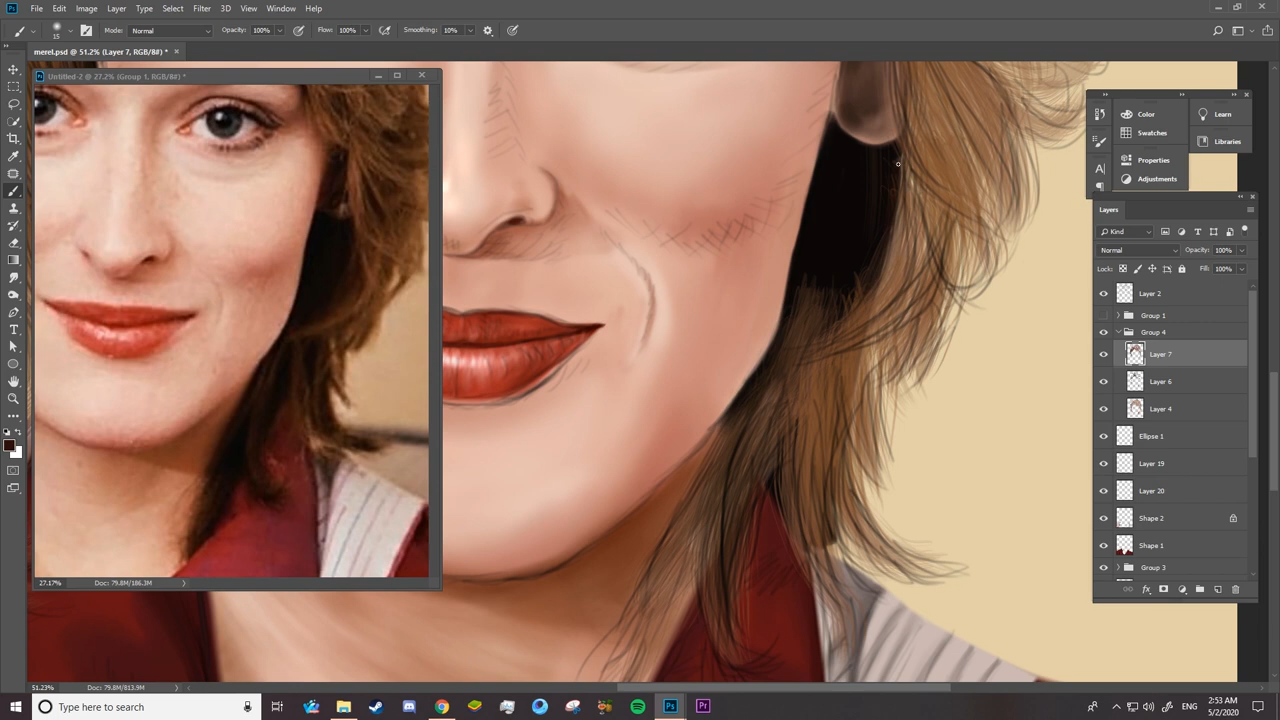 File Edit Image Layer Type Select Filter 3D View Window Help
15 Mode: Normal Opacity: 100% Flow: 100% Smoothing: 10%
merel.psd @ 51.2% (Layer 7, RGB/8#) *
Untitled-2 @ 27.2% (Group 1, RGB/8#) *
Color
Swatches
Properties
Adjustments
Learn
Libraries
Layers
Kind
Normal Opacity: 100%
Lock: Fill: 100%
Layer 2
Group 1
Group 4
Layer 7
Layer 6
Layer 4
Ellipse 1
Layer 19
Layer 20
Shape 2
Shape 1
Group 3
27.17% Doc: 79.8M/186.3M
51.23% Doc: 79.8M/813.9M
Type here to search
ENG
2:53 AM
5/2/2020